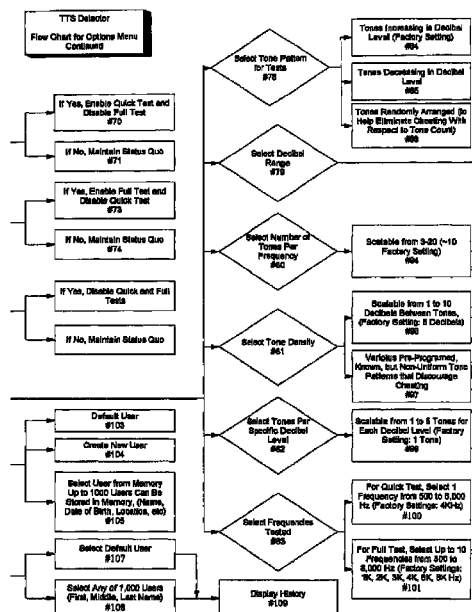 TTS Detector
Flow Chart for Options Menu
Continued
If Yes, Enable Quick Test and
Disable Full Test
#70
If No, Maintain Status Quo
#71
If Yes, Enable Full Test and
Disable Quick Test
#73
If No, Maintain Status Quo
#74
If Yes, Disable Quick and Full
Tests
If No, Maintain Status Quo
Default User
#103
Create New User
#104
Select User from Memory
Up to 1000 Users Can Be
Stored in Memory, (Name,
Date of Birth, Location, etc)
#105
Select Default User
#107
Select Any of 1,000 Users
(First, Middle, Last Name)
#108
Display History
#109
Select Tone Pattern
for Tests
#78
Tones Increasing in Decibel
Level (Factory Setting)
#84
Tones Decreasing in Decibel
Level
#85
Tones Randomly Arranged (to
Help Eliminate Cheating With
Respect to Tone Count)
Select Decibel
Range
#79
Select Number of
Tones Per
Frequency
Scalable from 3-20 (~10
Factory Setting)
#94
Select Tone Density
Scalable from 1 to 10
Decibels Between Tones,
(Factory Setting: 5 Decibels)
Various Pre-Programed,
Known, but Non-Uniform Tone
Patterns that Discourage
Cheating
#97
Select Tones Per
Specific Decibel
Level
Scalable from 1 to 5 Tones for
Each Decibel Level (Factory
Setting: 1 Tone)
#99
Select Frequencies
Tested
For Quick Test, Select 1
Frequency from 500 to 8,000
Hz (Factory Settings: 4KHz)
#100
For Full Test, Select Up to 10
Frequencies from 500 to
8,000 Hz (Factory Settings:
1K, 2K, 3K, 4K, 6K, 8K Hz)
#101